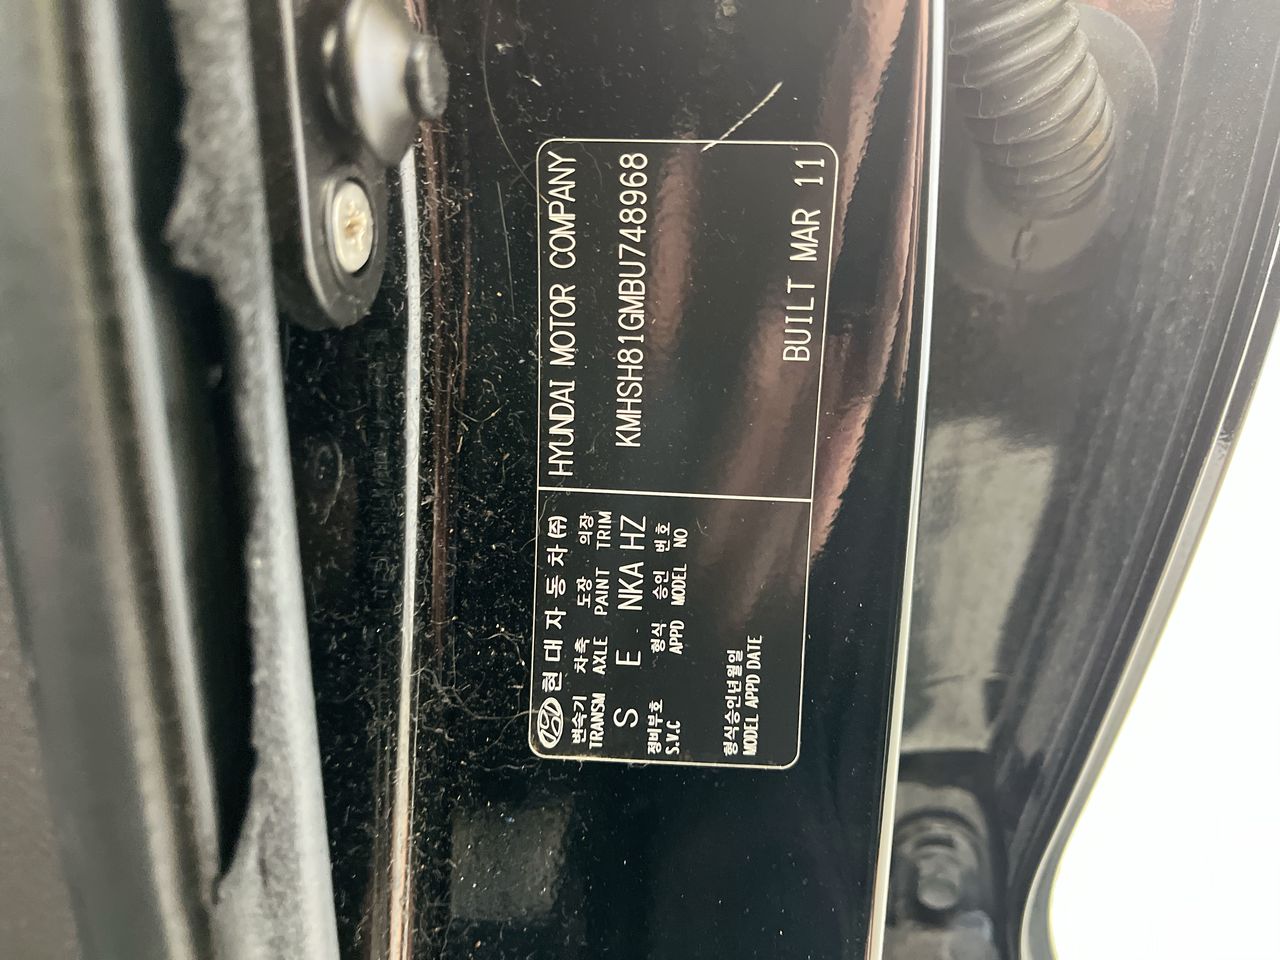 현대자동차(주)
HYUNDAI MOTOR COMPANY
변속기 차축 도장 의장
TRANSM AXLE PAINT TRIM
S E NKA HZ
KMHSH81GMBU748968
정비부호 형식 승인 번호
S.V.C APPD MODEL NO
형식승인년월일
MODEL APPD DATE
BUILT MAR 11